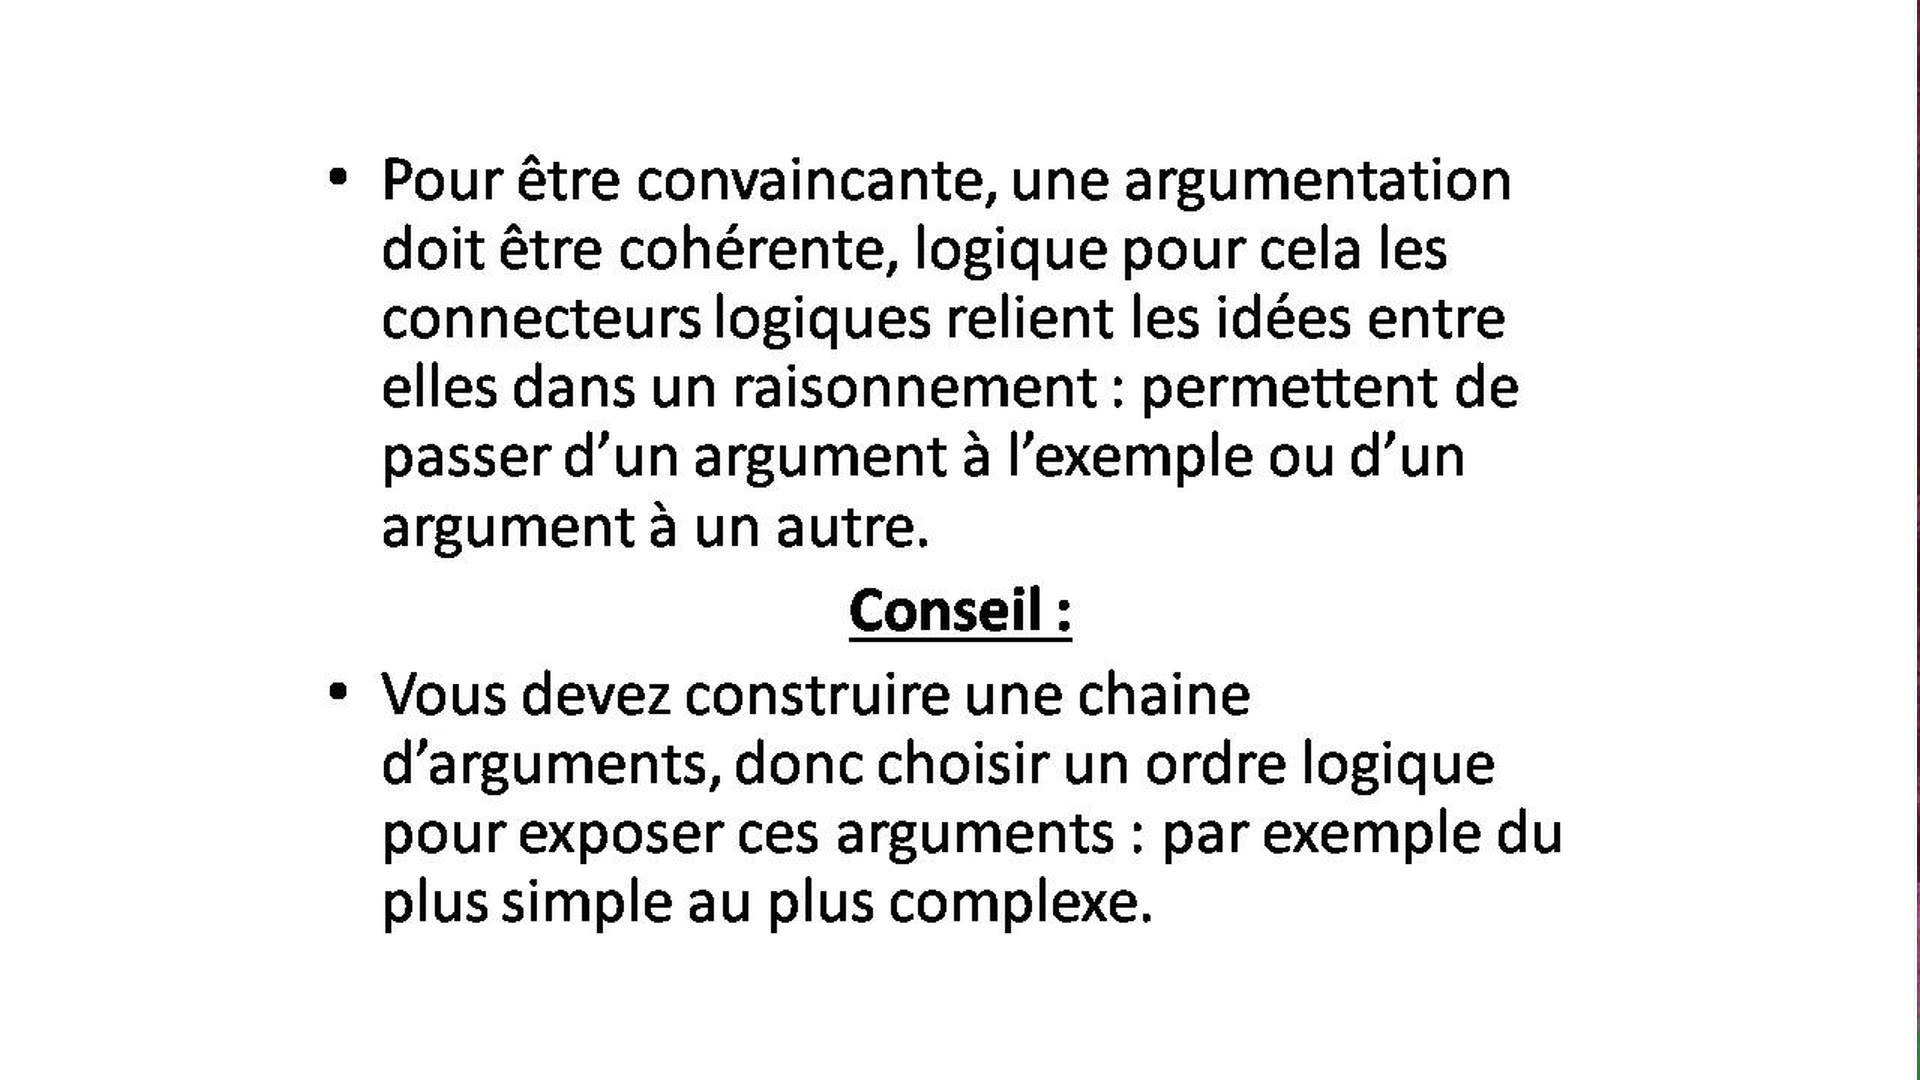 • Pour être convaincante, une argumentation
doit être cohérente, logique pour cela les
connecteurs logiques relient les idées entre
elles dans un raisonnement : permettent de
passer d’un argument à l’exemple ou d’un
argument à un autre.
Conseil :
• Vous devez construire une chaine
d’arguments, donc choisir un ordre logique
pour exposer ces arguments : par exemple du
plus simple au plus complexe.